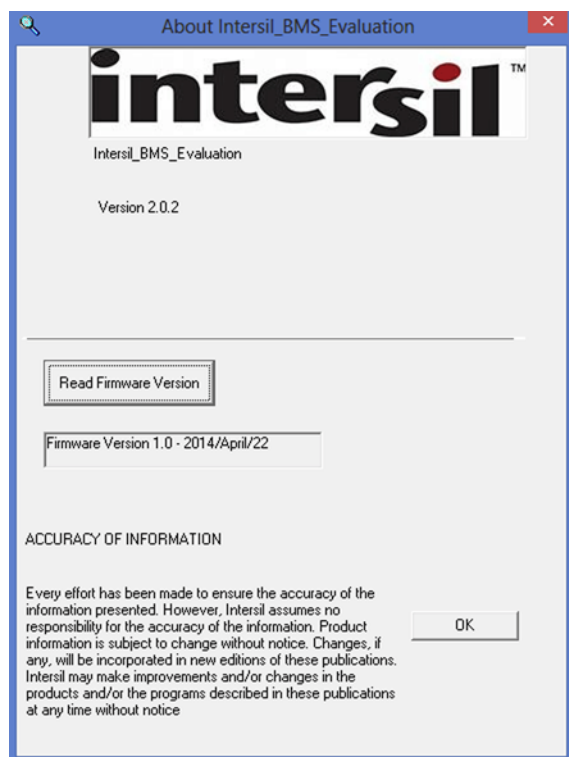 About Intersil_BMS_Evaluation
intersil™
Intersil_BMS_Evaluation
Version 2.0.2
Read Firmware Version
Firmware Version 1.0 - 2014/April/22
ACCURACY OF INFORMATION
Every effort has been made to ensure the accuracy of the
information presented. However, Intersil assumes no
responsibility for the accuracy of the information. Product
information is subject to change without notice. Changes, if
any, will be incorporated in new editions of these publications.
Intersil may make improvements and/or changes in the
products and/or the programs described in these publications
at any time without notice
OK